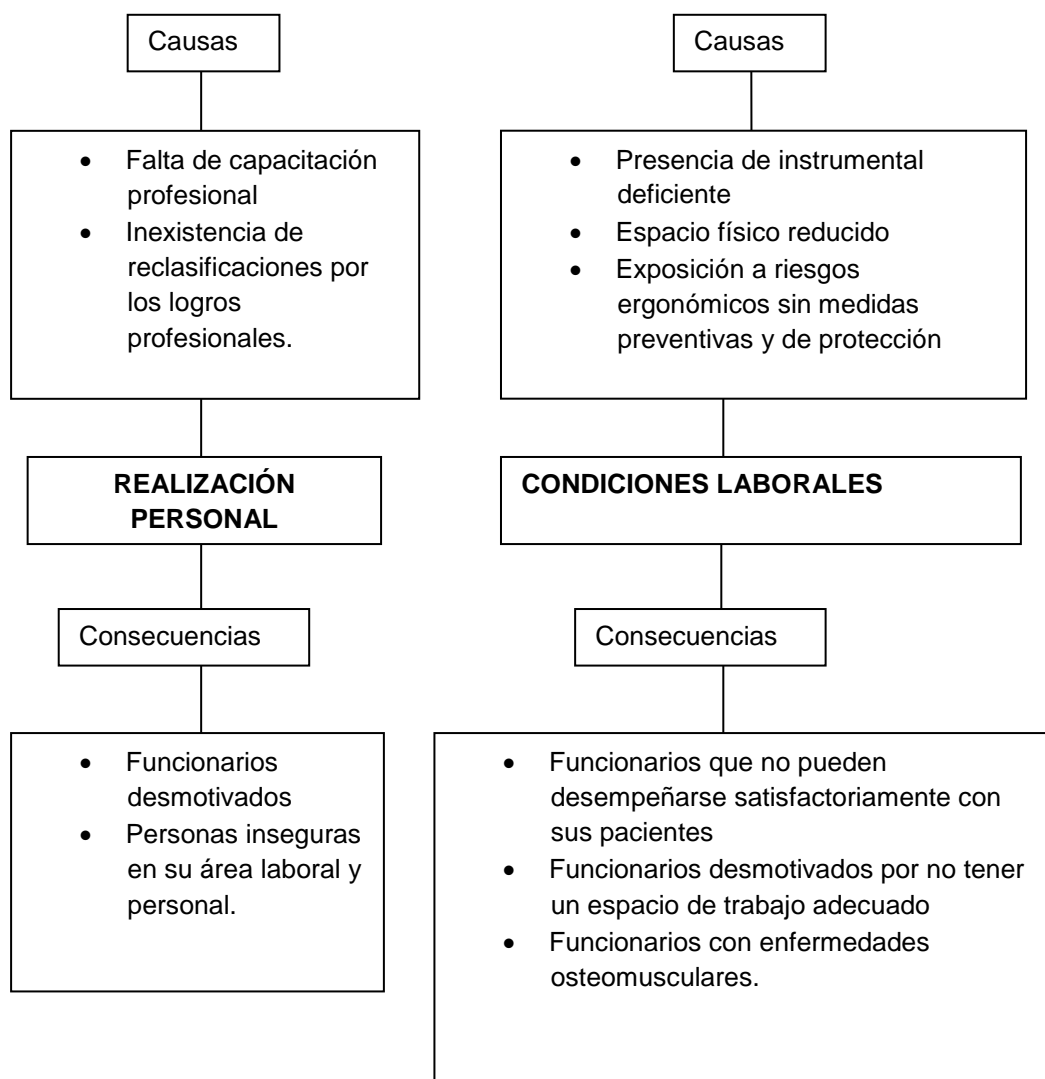 Causas
• Falta de capacitación
profesional
• Inexistencia de
reclasificaciones por
los logros
profesionales.
REALIZACIÓN
PERSONAL
Consecuencias
• Funcionarios
desmotivados
• Personas inseguras
en su área laboral y
personal.
Causas
• Presencia de instrumental
deficiente
• Espacio físico reducido
• Exposición a riesgos
ergonómicos sin medidas
preventivas y de protección
CONDICIONES LABORALES
Consecuencias
• Funcionarios que no pueden
desempeñarse satisfactoriamente con
sus pacientes
• Funcionarios desmotivados por no tener
un espacio de trabajo adecuado
• Funcionarios con enfermedades
osteomusculares.